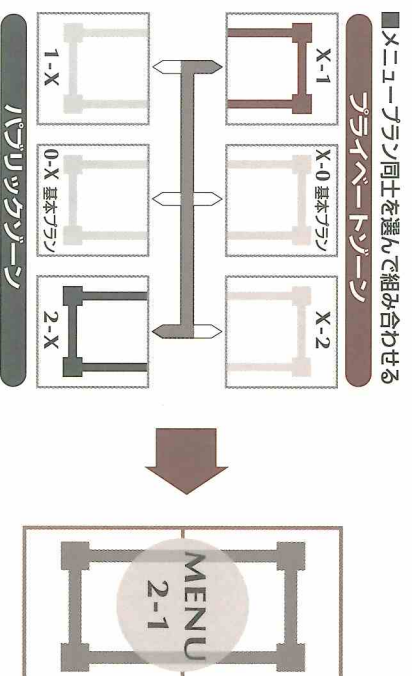 ■メニュープラン同士を選んで組み合わせる
プライベートゾーン
X-1
X-0 基本プラン
X-2
1-X
0-X 基本プラン
2-X
パブリックゾーン
MENU
2-1